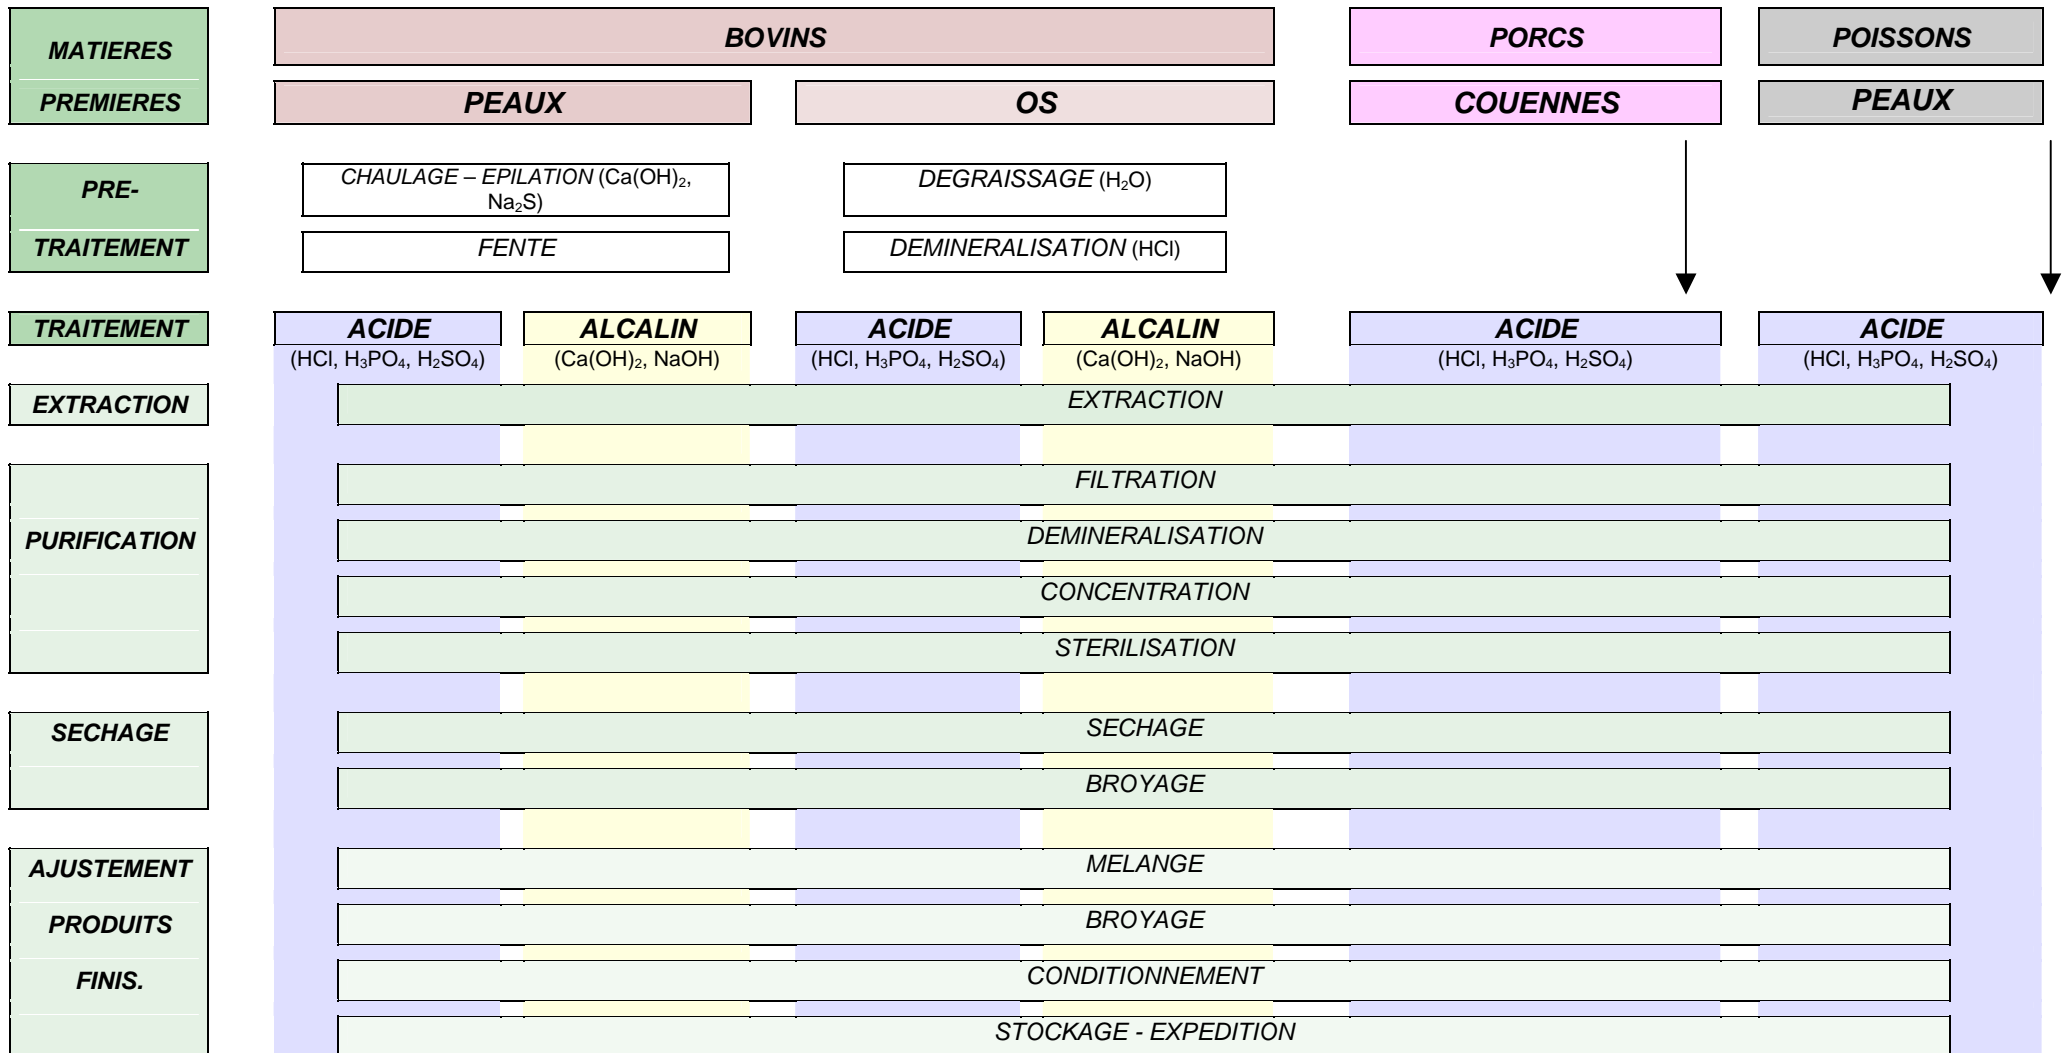 MATIERES
PREMIERES
BOVINS
PORCS
POISSONS
PEAUX
OS
COUENNES
PEAUX
PRE-
TRAITEMENT
CHAULAGE – EPILATION (Ca(OH)₂,
Na₂S)
DEGRAISSAGE (H₂O)
FENTE
DEMINERALISATION (HCl)
TRAITEMENT
ACIDE
(HCl, H₃PO₄, H₂SO₄)
ALCALIN
(Ca(OH)₂, NaOH)
ACIDE
(HCl, H₃PO₄, H₂SO₄)
ALCALIN
(Ca(OH)₂, NaOH)
ACIDE
(HCl, H₃PO₄, H₂SO₄)
ACIDE
(HCl, H₃PO₄, H₂SO₄)
EXTRACTION
EXTRACTION
PURIFICATION
FILTRATION
DEMINERALISATION
CONCENTRATION
STERILISATION
SECHAGE
SECHAGE
BROYAGE
AJUSTEMENT
PRODUITS
FINIS.
MELANGE
BROYAGE
CONDITIONNEMENT
STOCKAGE - EXPEDITION